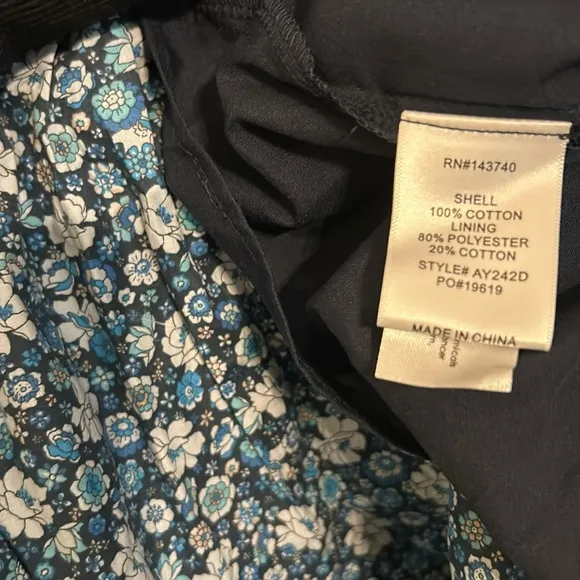 RN#143740
SHELL
100% COTTON
LINING
80% POLYESTER
20% COTTON
STYLE# AY242D
PO#19619
MADE IN CHINA